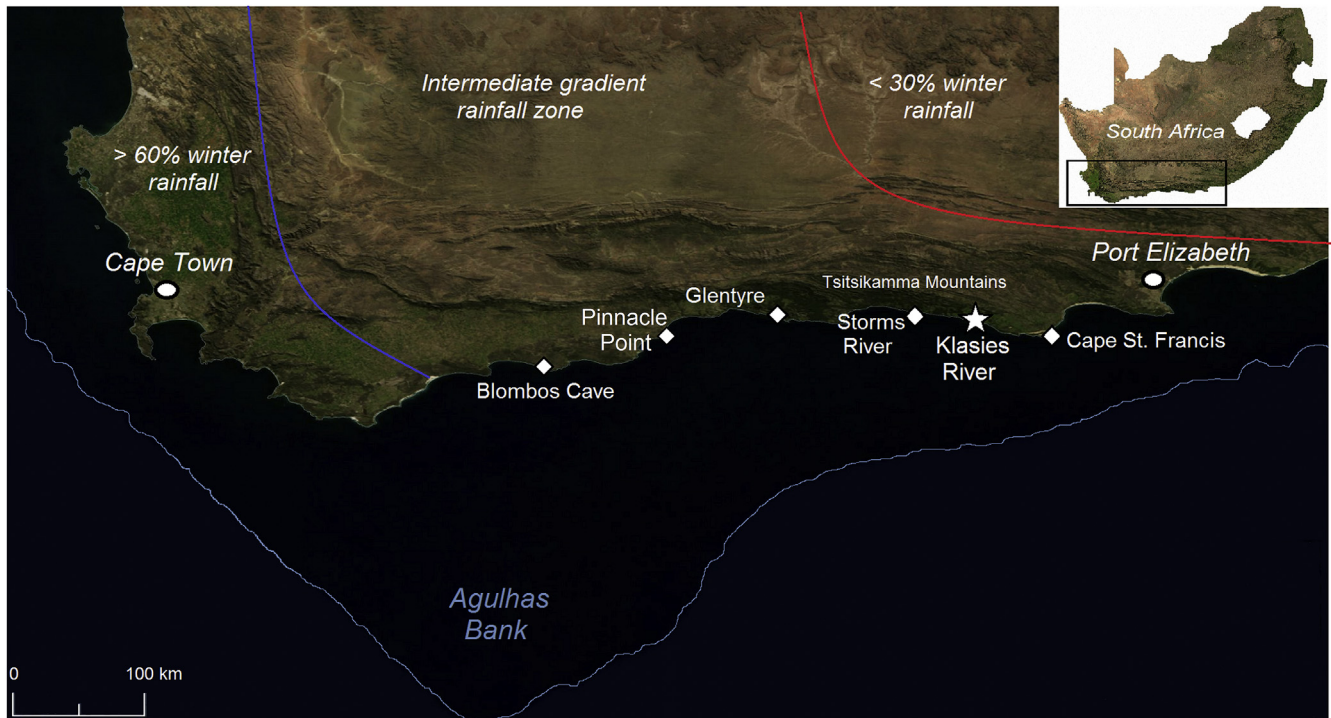 Intermediate gradient
rainfall zone
< 30% winter
rainfall
South Africa
> 60% winter
rainfall
Cape Town
Port Elizabeth
Tsitsikamma Mountains
Glentyre
Pinnacle
Point
Storms
River
Klasies
River
Cape St. Francis
Blombos Cave
Agulhas
Bank
0
100 km